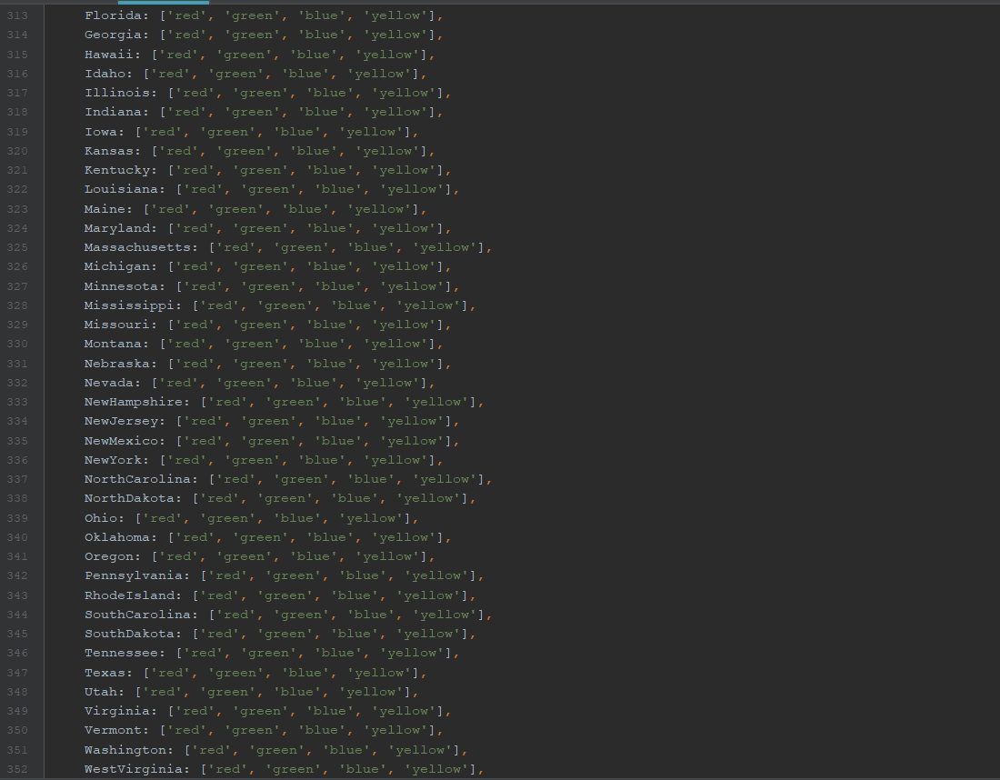 313 Florida: ['red', 'green', 'blue', 'yellow'],
314 Georgia: ['red', 'green', 'blue', 'yellow'],
315 Hawaii: ['red', 'green', 'blue', 'yellow'],
316 Idaho: ['red', 'green', 'blue', 'yellow'],
317 Illinois: ['red', 'green', 'blue', 'yellow'],
318 Indiana: ['red', 'green', 'blue', 'yellow'],
319 Iowa: ['red', 'green', 'blue', 'yellow'],
320 Kansas: ['red', 'green', 'blue', 'yellow'],
321 Kentucky: ['red', 'green', 'blue', 'yellow'],
322 Louisiana: ['red', 'green', 'blue', 'yellow'],
323 Maine: ['red', 'green', 'blue', 'yellow'],
324 Maryland: ['red', 'green', 'blue', 'yellow'],
325 Massachusetts: ['red', 'green', 'blue', 'yellow'],
326 Michigan: ['red', 'green', 'blue', 'yellow'],
327 Minnesota: ['red', 'green', 'blue', 'yellow'],
328 Mississippi: ['red', 'green', 'blue', 'yellow'],
329 Missouri: ['red', 'green', 'blue', 'yellow'],
330 Montana: ['red', 'green', 'blue', 'yellow'],
331 Nebraska: ['red', 'green', 'blue', 'yellow'],
332 Nevada: ['red', 'green', 'blue', 'yellow'],
333 NewHampshire: ['red', 'green', 'blue', 'yellow'],
334 NewJersey: ['red', 'green', 'blue', 'yellow'],
335 NewMexico: ['red', 'green', 'blue', 'yellow'],
336 NewYork: ['red', 'green', 'blue', 'yellow'],
337 NorthCarolina: ['red', 'green', 'blue', 'yellow'],
338 NorthDakota: ['red', 'green', 'blue', 'yellow'],
339 Ohio: ['red', 'green', 'blue', 'yellow'],
340 Oklahoma: ['red', 'green', 'blue', 'yellow'],
341 Oregon: ['red', 'green', 'blue', 'yellow'],
342 Pennsylvania: ['red', 'green', 'blue', 'yellow'],
343 RhodeIsland: ['red', 'green', 'blue', 'yellow'],
344 SouthCarolina: ['red', 'green', 'blue', 'yellow'],
345 SouthDakota: ['red', 'green', 'blue', 'yellow'],
346 Tennessee: ['red', 'green', 'blue', 'yellow'],
347 Texas: ['red', 'green', 'blue', 'yellow'],
348 Utah: ['red', 'green', 'blue', 'yellow'],
349 Virginia: ['red', 'green', 'blue', 'yellow'],
350 Vermont: ['red', 'green', 'blue', 'yellow'],
351 Washington: ['red', 'green', 'blue', 'yellow'],
352 WestVirginia: ['red', 'green', 'blue', 'yellow'],